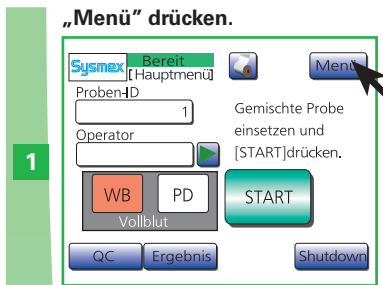 „Menü” drücken.
Sysmex
Bereit
[Hauptmenü]
Menü
Proben-ID
1
Gemischte Probe
einsetzen und
[START]drücken.
Operator
1
WB
PD
START
Vollblut
QC
Ergebnis
Shutdown